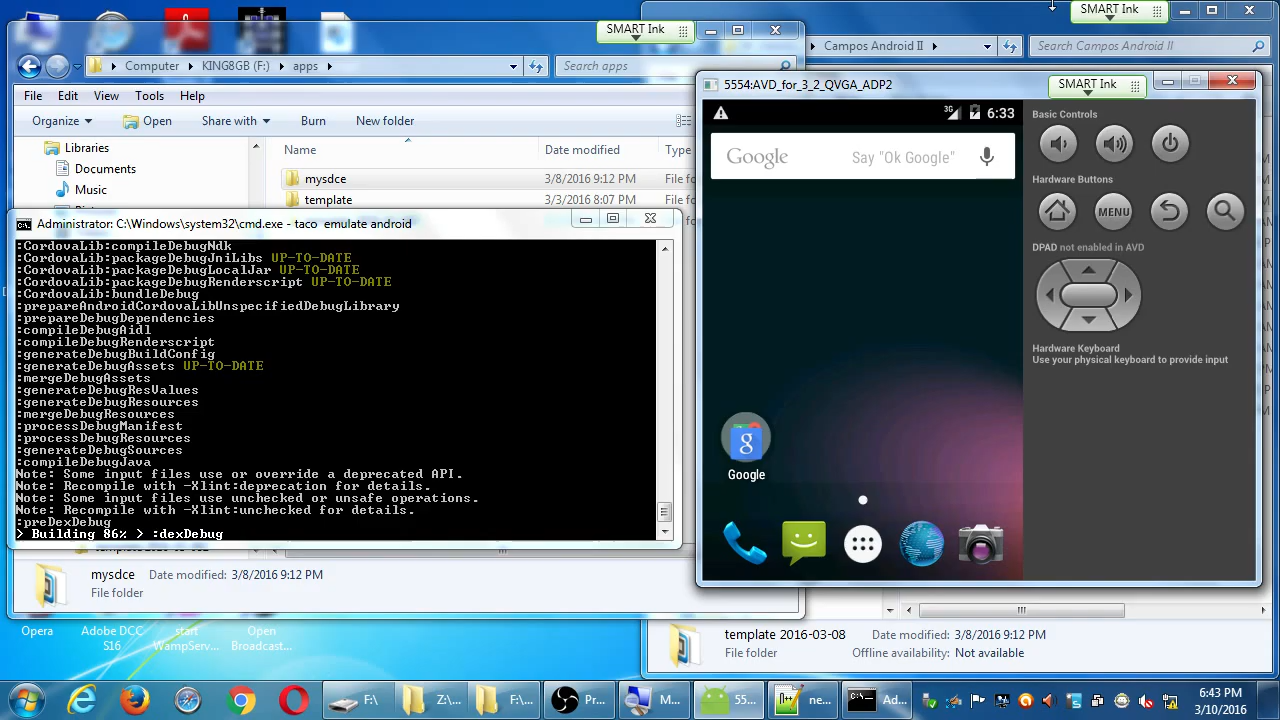 SMART Ink
SMART Ink
Computer
KING8GB (F:)
apps
Search apps
Campos Android II
Search Campos Android II
File
Edit
View
Tools
Help
Organize
Open
Share with
Burn
New folder
Libraries
Documents
Music
Name
Date modified
Type
mysdce
3/8/2016 9:12 PM
File fo
template
3/3/2016 8:07 PM
File fo
Administrator: C:\Windows\system32\cmd.exe - taco emulate android
:CordovaLib:compileDebugNdk
:CordovaLib:packageDebugJniLibs UP-TO-DATE
:CordovaLib:packageDebugLocalJar UP-TO-DATE
:CordovaLib:packageDebugRenderscript UP-TO-DATE
:CordovaLib:bundleDebug
:prepareAndroidCordovaLibUnspecifiedDebugLibrary
:prepareDebugDependencies
:compileDebugAidl
:compileDebugRenderscript
:generateDebugBuildConfig
:generateDebugAssets UP-TO-DATE
:mergeDebugAssets
:generateDebugResValues
:generateDebugResources
:mergeDebugResources
:processDebugManifest
:processDebugResources
:generateDebugSources
:compileDebugJava
Note: Some input files use or override a deprecated API.
Note: Recompile with -Xlint:deprecation for details.
Note: Some input files use unchecked or unsafe operations.
Note: Recompile with -Xlint:unchecked for details.
:preDexDebug
> Building 86% > :dexDebug
mysdce
Date modified: 3/8/2016 9:12 PM
File folder
5554:AVD_for_3_2_QVGA_ADP2
SMART Ink
3G
6:33
Google
Say "Ok Google"
g
Google
Basic Controls
Hardware Buttons
MENU
DPAD not enabled in AVD
Hardware Keyboard
Use your physical keyboard to provide input
template 2016-03-08
Date modified: 3/8/2016 9:12 PM
File folder
Offline availability: Not available
Opera
Adobe DCC S16
start WampServ...
Open Broadcast...
F:\
Z:\...
F:\...
Pr...
M...
55...
ne...
Ad...
6:43 PM
3/10/2016